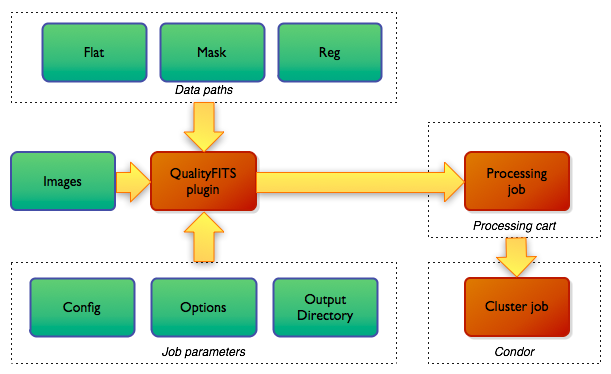 Flat
Mask
Reg
Data paths
Images
QualityFITS
plugin
Processing
job
Processing cart
Config
Options
Output
Directory
Job parameters
Cluster job
Condor